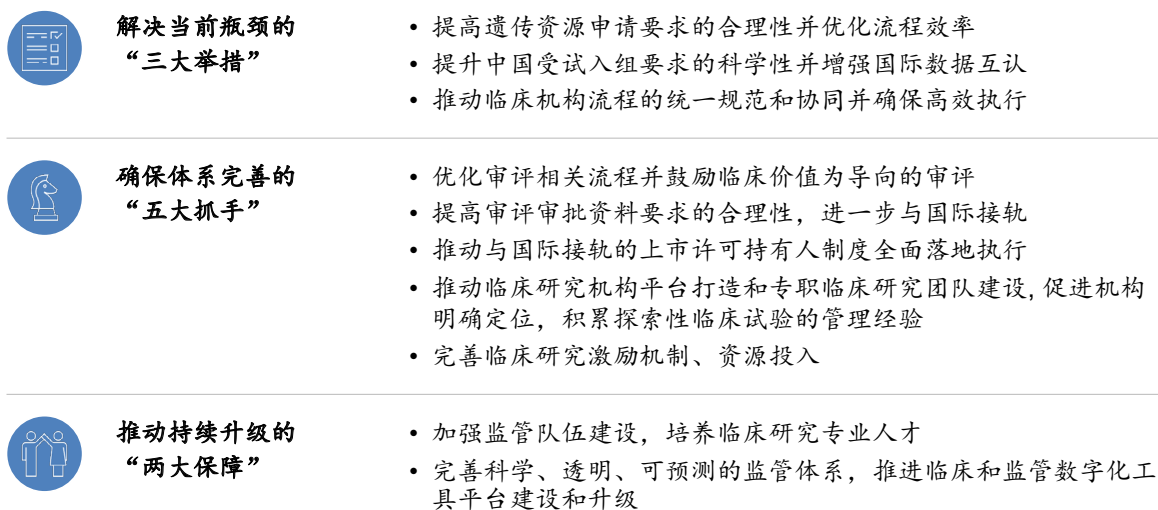 解决当前瓶颈的
“三大举措”
• 提高遗传资源申请要求的合理性并优化流程效率
• 提升中国受试入组要求的科学性并增强国际数据互认
• 推动临床机构流程的统一规范和协同并确保高效执行
确保体系完善的
“五大抓手”
• 优化审评相关流程并鼓励临床价值为导向的审评
• 提高审评审批资料要求的合理性，进一步与国际接轨
• 推动与国际接轨的上市许可持有人制度全面落地执行
• 推动临床研究机构平台打造和专职临床研究团队建设,促进机构
明确定位，积累探索性临床试验的管理经验
• 完善临床研究激励机制、资源投入
推动持续升级的
“两大保障”
• 加强监管队伍建设，培养临床研究专业人才
• 完善科学、透明、可预测的监管体系，推进临床和监管数字化工
具平台建设和升级